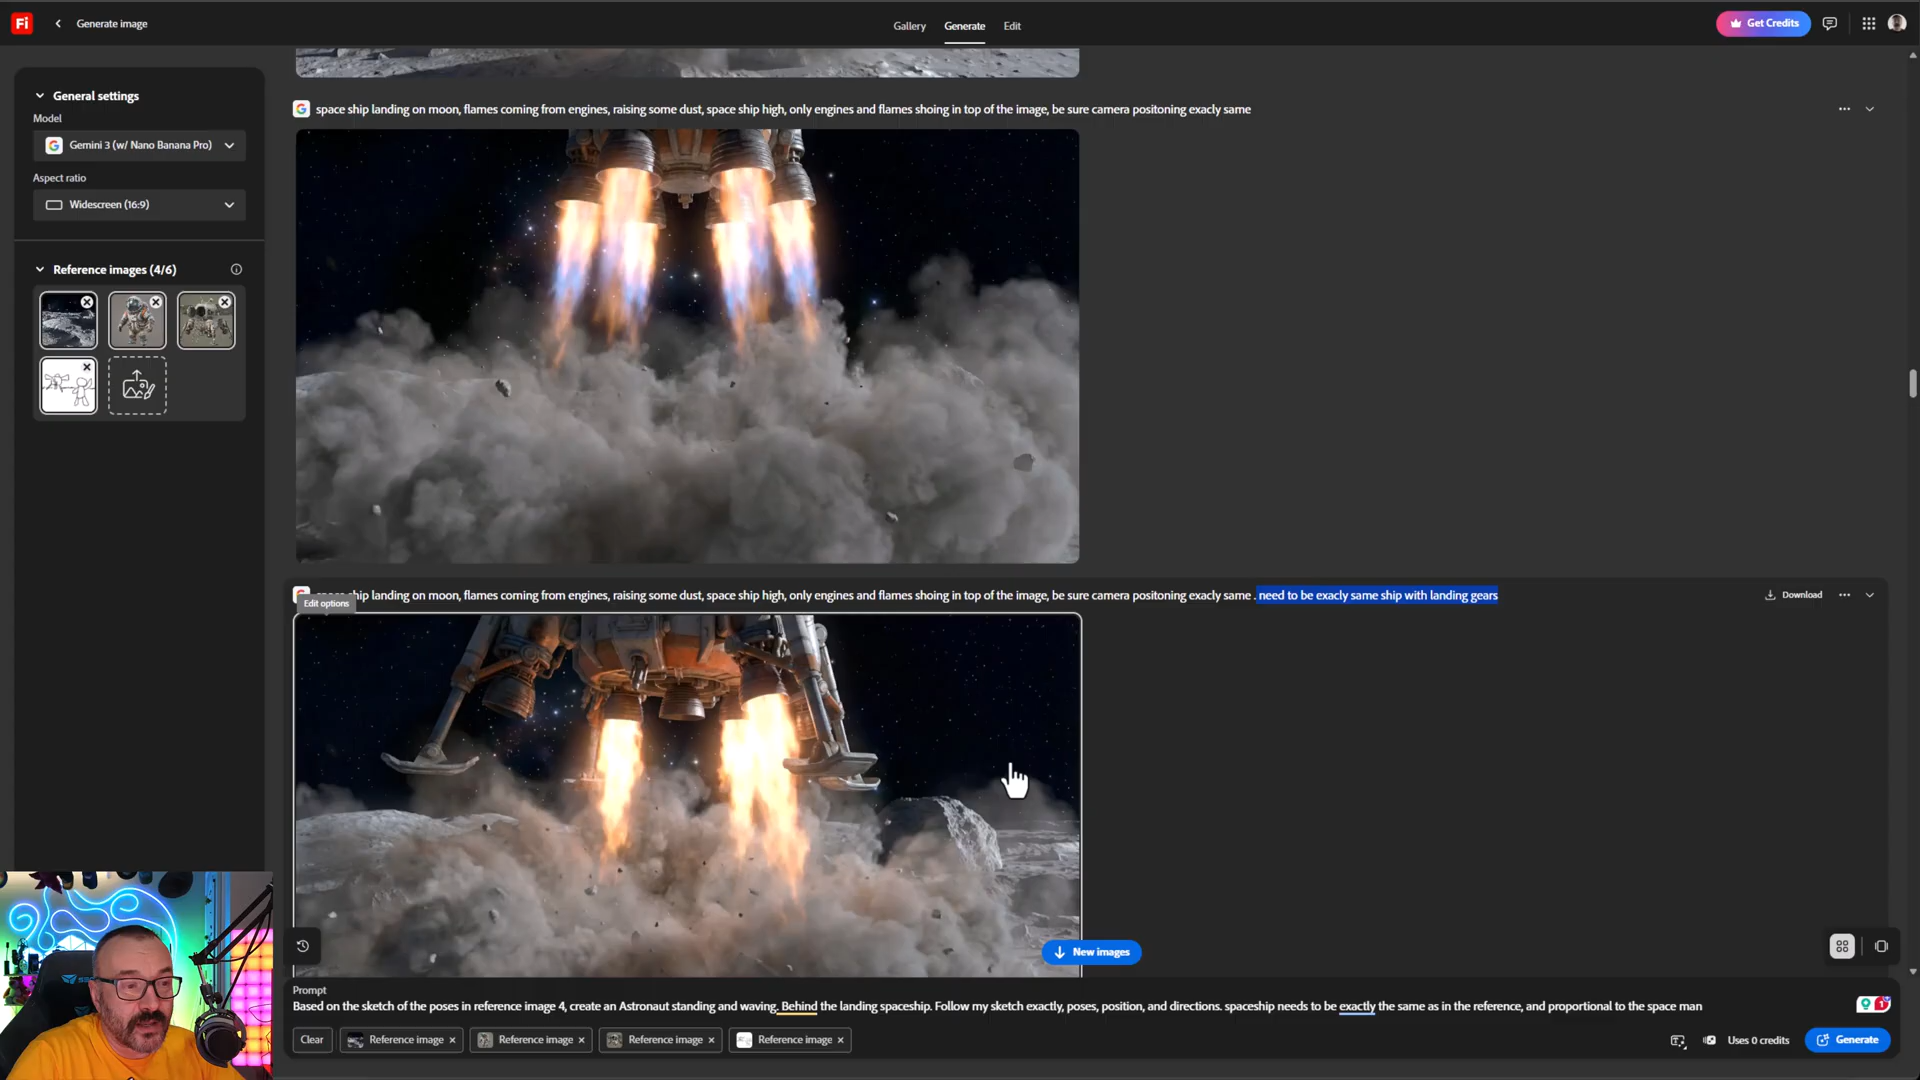 Fi
Generate image
Gallery
Generate
Edit
Get Credits
General settings
Model
G Gemini 3 (w/ Nano Banana Pro)
Aspect ratio
Widescreen (16:9)
Reference images (4/6)
G space ship landing on moon, flames coming from engines, raising some dust, space ship high, only engines and flames shoing in top of the image, be sure camera positoning exacly same
ship landing on moon, flames coming from engines, raising some dust, space ship high, only engines and flames shoing in top of the image, be sure camera positoning exacly same . need to be exacly same ship with landing gears
Download
Edit options
New images
Prompt
Based on the sketch of the poses in reference image 4, create an Astronaut standing and waving. Behind the landing spaceship. Follow my sketch exactly, poses, position, and directions. spaceship needs to be exactly the same as in the reference, and proportional to the space man
1
Clear
Reference image
Reference image
Reference image
Reference image
Uses 0 credits
Generate